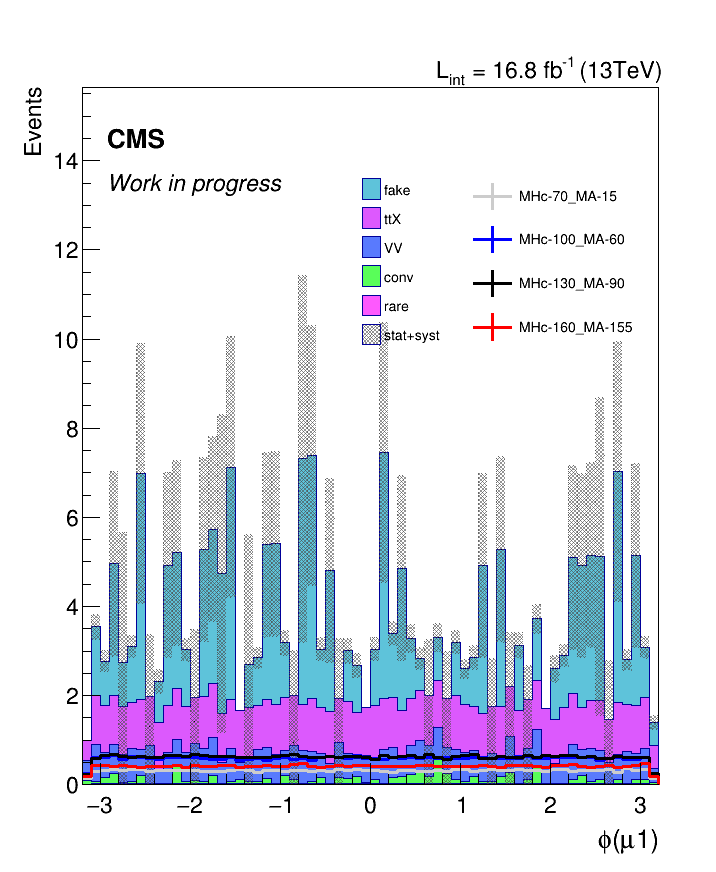 L_int = 16.8 fb^-1 (13TeV)
Events
CMS
Work in progress
fake
ttX
VV
conv
rare
stat+syst
MHc-70_MA-15
MHc-100_MA-60
MHc-130_MA-90
MHc-160_MA-155
14
12
10
8
6
4
2
0
−3 −2 −1 0 1 2 3
ϕ(μ1)